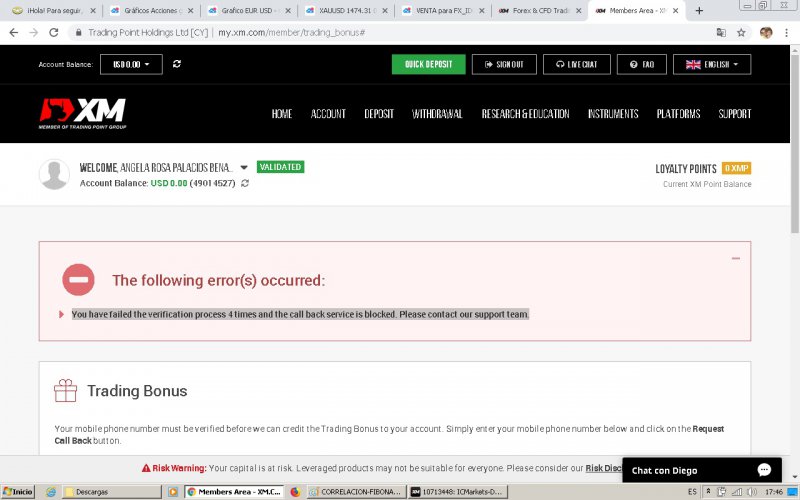 ¡Hola! Para seguir,
Gráficos Acciones c
Grafico EUR USD -
XAUUSD 1474.31
VENTA para FX_ID
Forex & CFD Tradi
Members Area - XM
Trading Point Holdings Ltd [CY] | my.xm.com/member/trading_bonus#
Account Balance: USD 0.00 QUICK DEPOSIT SIGN OUT LIVE CHAT FAQ ENGLISH
XM
MEMBER OF TRADING POINT GROUP
HOME ACCOUNT DEPOSIT WITHDRAWAL RESEARCH & EDUCATION INSTRUMENTS PLATFORMS SUPPORT
WELCOME, ANGELA ROSA PALACIOS BENA... VALIDATED
Account Balance: USD 0.00 (49014527)
LOYALTY POINTS 0 XMP
Current XM Point Balance
The following error(s) occurred:
You have failed the verification process 4 times and the call back service is blocked. Please contact our support team.
Trading Bonus
Your mobile phone number must be verified before we can credit the Trading Bonus to your account. Simply enter your mobile phone number below and click on the Request
Call Back button.
Risk Warning: Your capital is at risk. Leveraged products may not be suitable for everyone. Please consider our Risk Disc
Chat con Diego
Inicio Descargas Members Area - XM.C... CORRELACION-FIBONA... 10713448: ICMarkets-D... ES 17:46